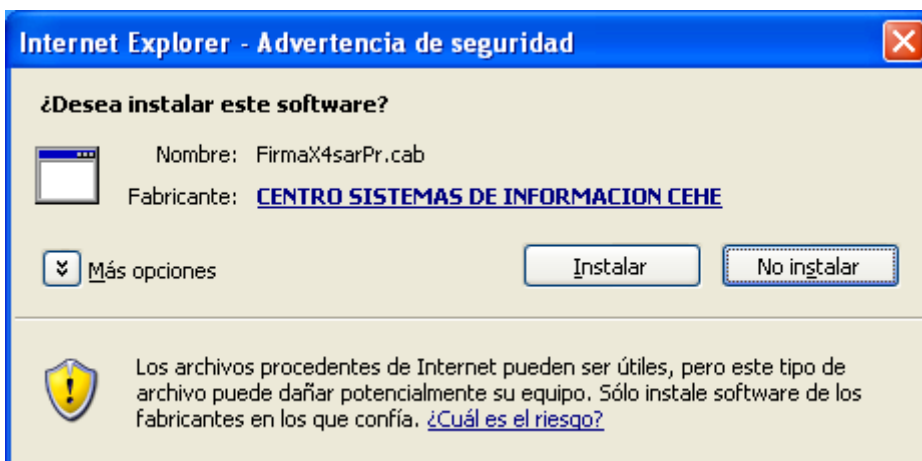 Internet Explorer - Advertencia de seguridad
¿Desea instalar este software?
Nombre: FirmaX4sarPr.cab
Fabricante: CENTRO SISTEMAS DE INFORMACION CEHE
Más opciones
Instalar
No instalar
Los archivos procedentes de Internet pueden ser útiles, pero este tipo de
archivo puede dañar potencialmente su equipo. Sólo instale software de los
fabricantes en los que confía. ¿Cuál es el riesgo?